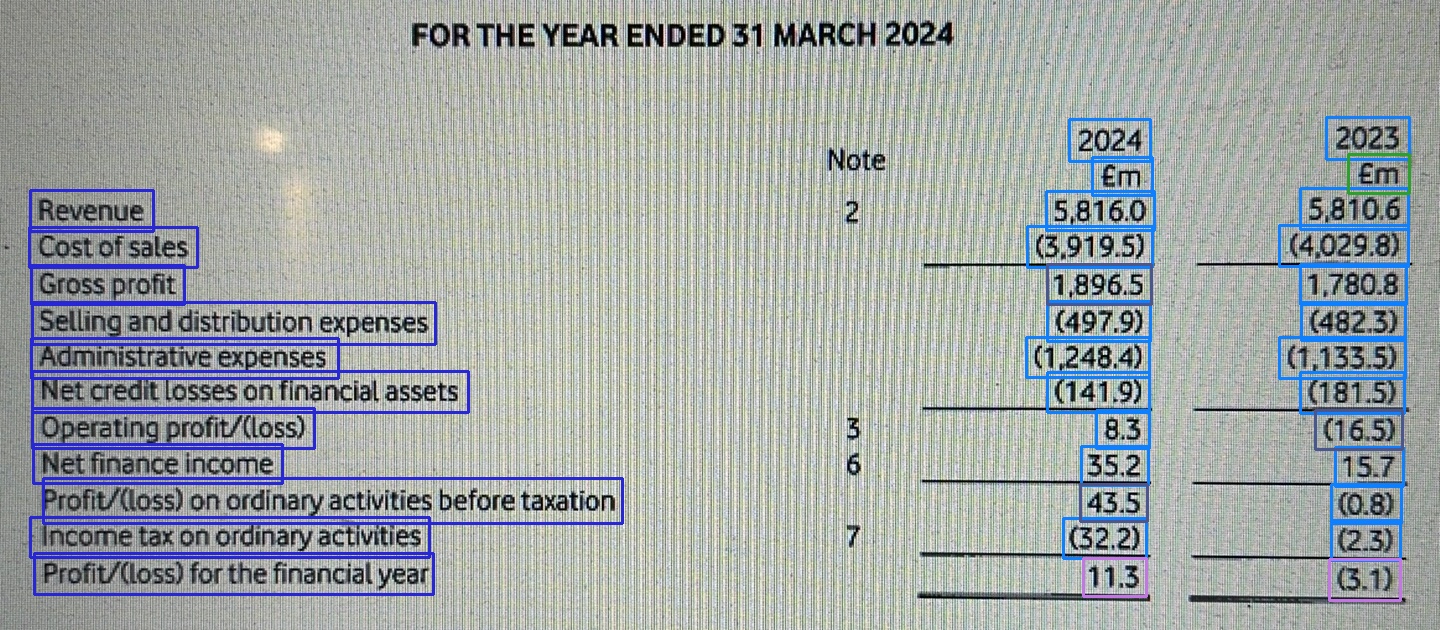 FOR THE YEAR ENDED 31 MARCH 2024
2024 2023
Note
£m £m
Revenue 2 5,816.0 5,810.6
Cost of sales (3,919.5) (4,029.8)
Gross profit 1,896.5 1,780.8
Selling and distribution expenses (497.9) (482.3)
Administrative expenses (1,248.4) (1,133.5)
Net credit losses on financial assets (141.9) (181.5)
Operating profit/(loss) 3 8.3 (16.5)
Net finance income 6 35.2 15.7
Profit/(loss) on ordinary activities before taxation 43.5 (0.8)
Income tax on ordinary activities 7 (32.2) (2.3)
Profit/(loss) for the financial year 11.3 (3.1)